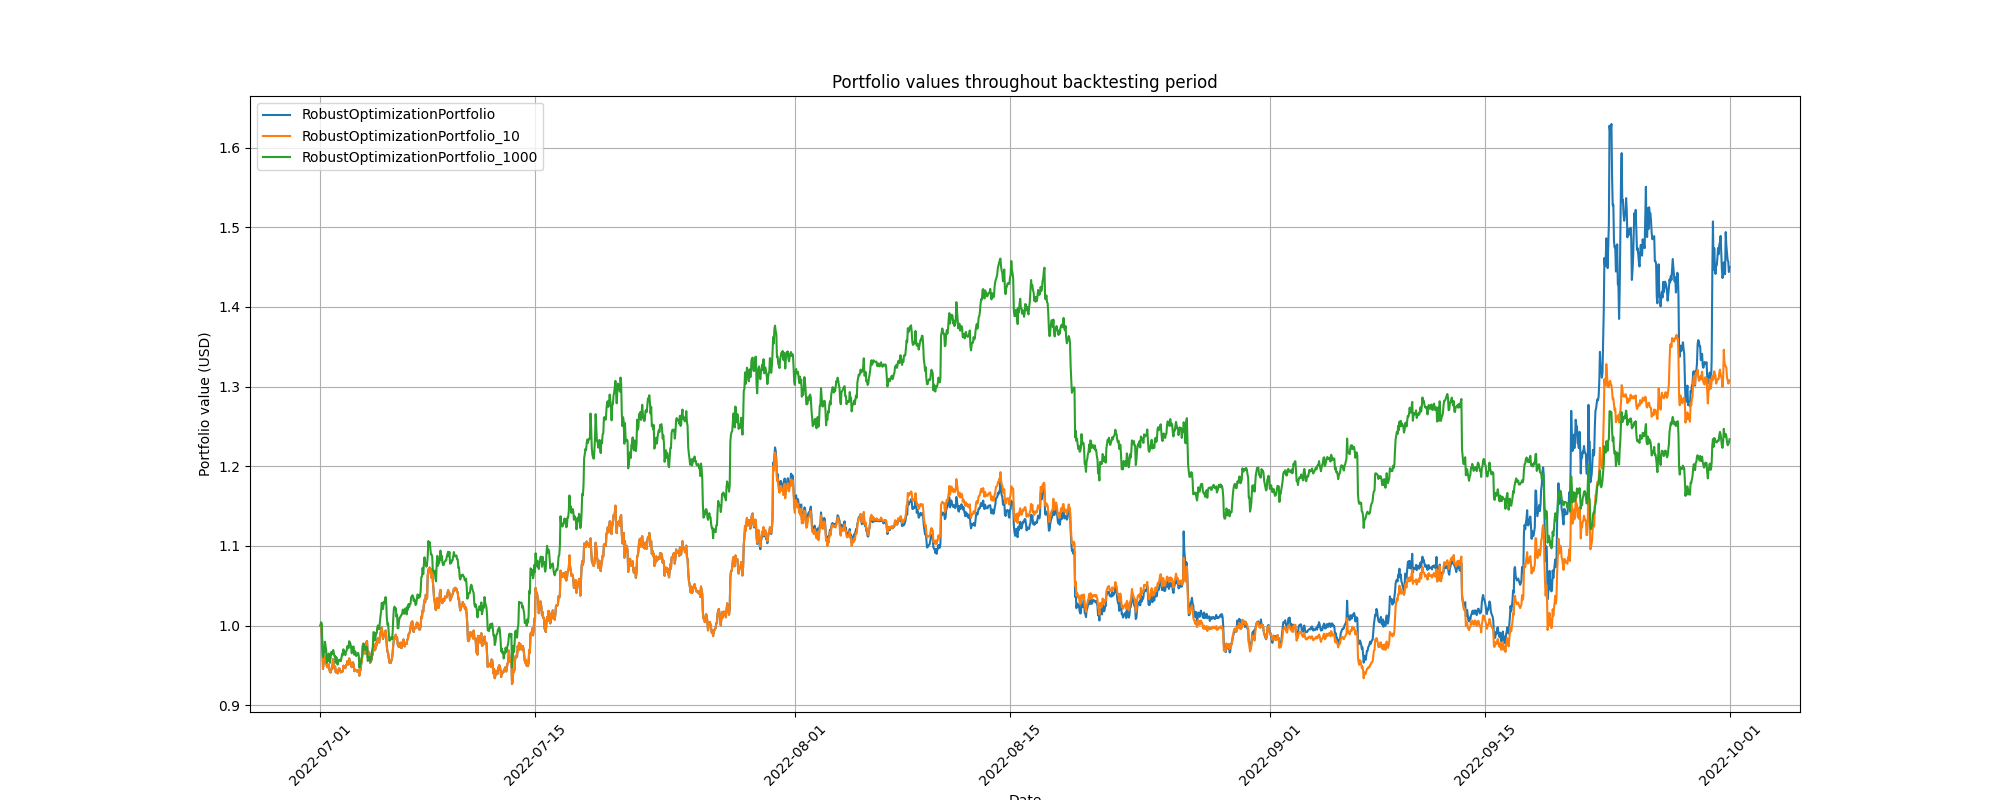 Portfolio values throughout backtesting period
RobustOptimizationPortfolio
RobustOptimizationPortfolio_10
RobustOptimizationPortfolio_1000
Portfolio value (USD)
1.6
1.5
1.4
1.3
1.2
1.1
1.0
0.9
2022-07-01
2022-07-15
2022-08-01
2022-08-15
2022-09-01
2022-09-15
2022-10-01
Date